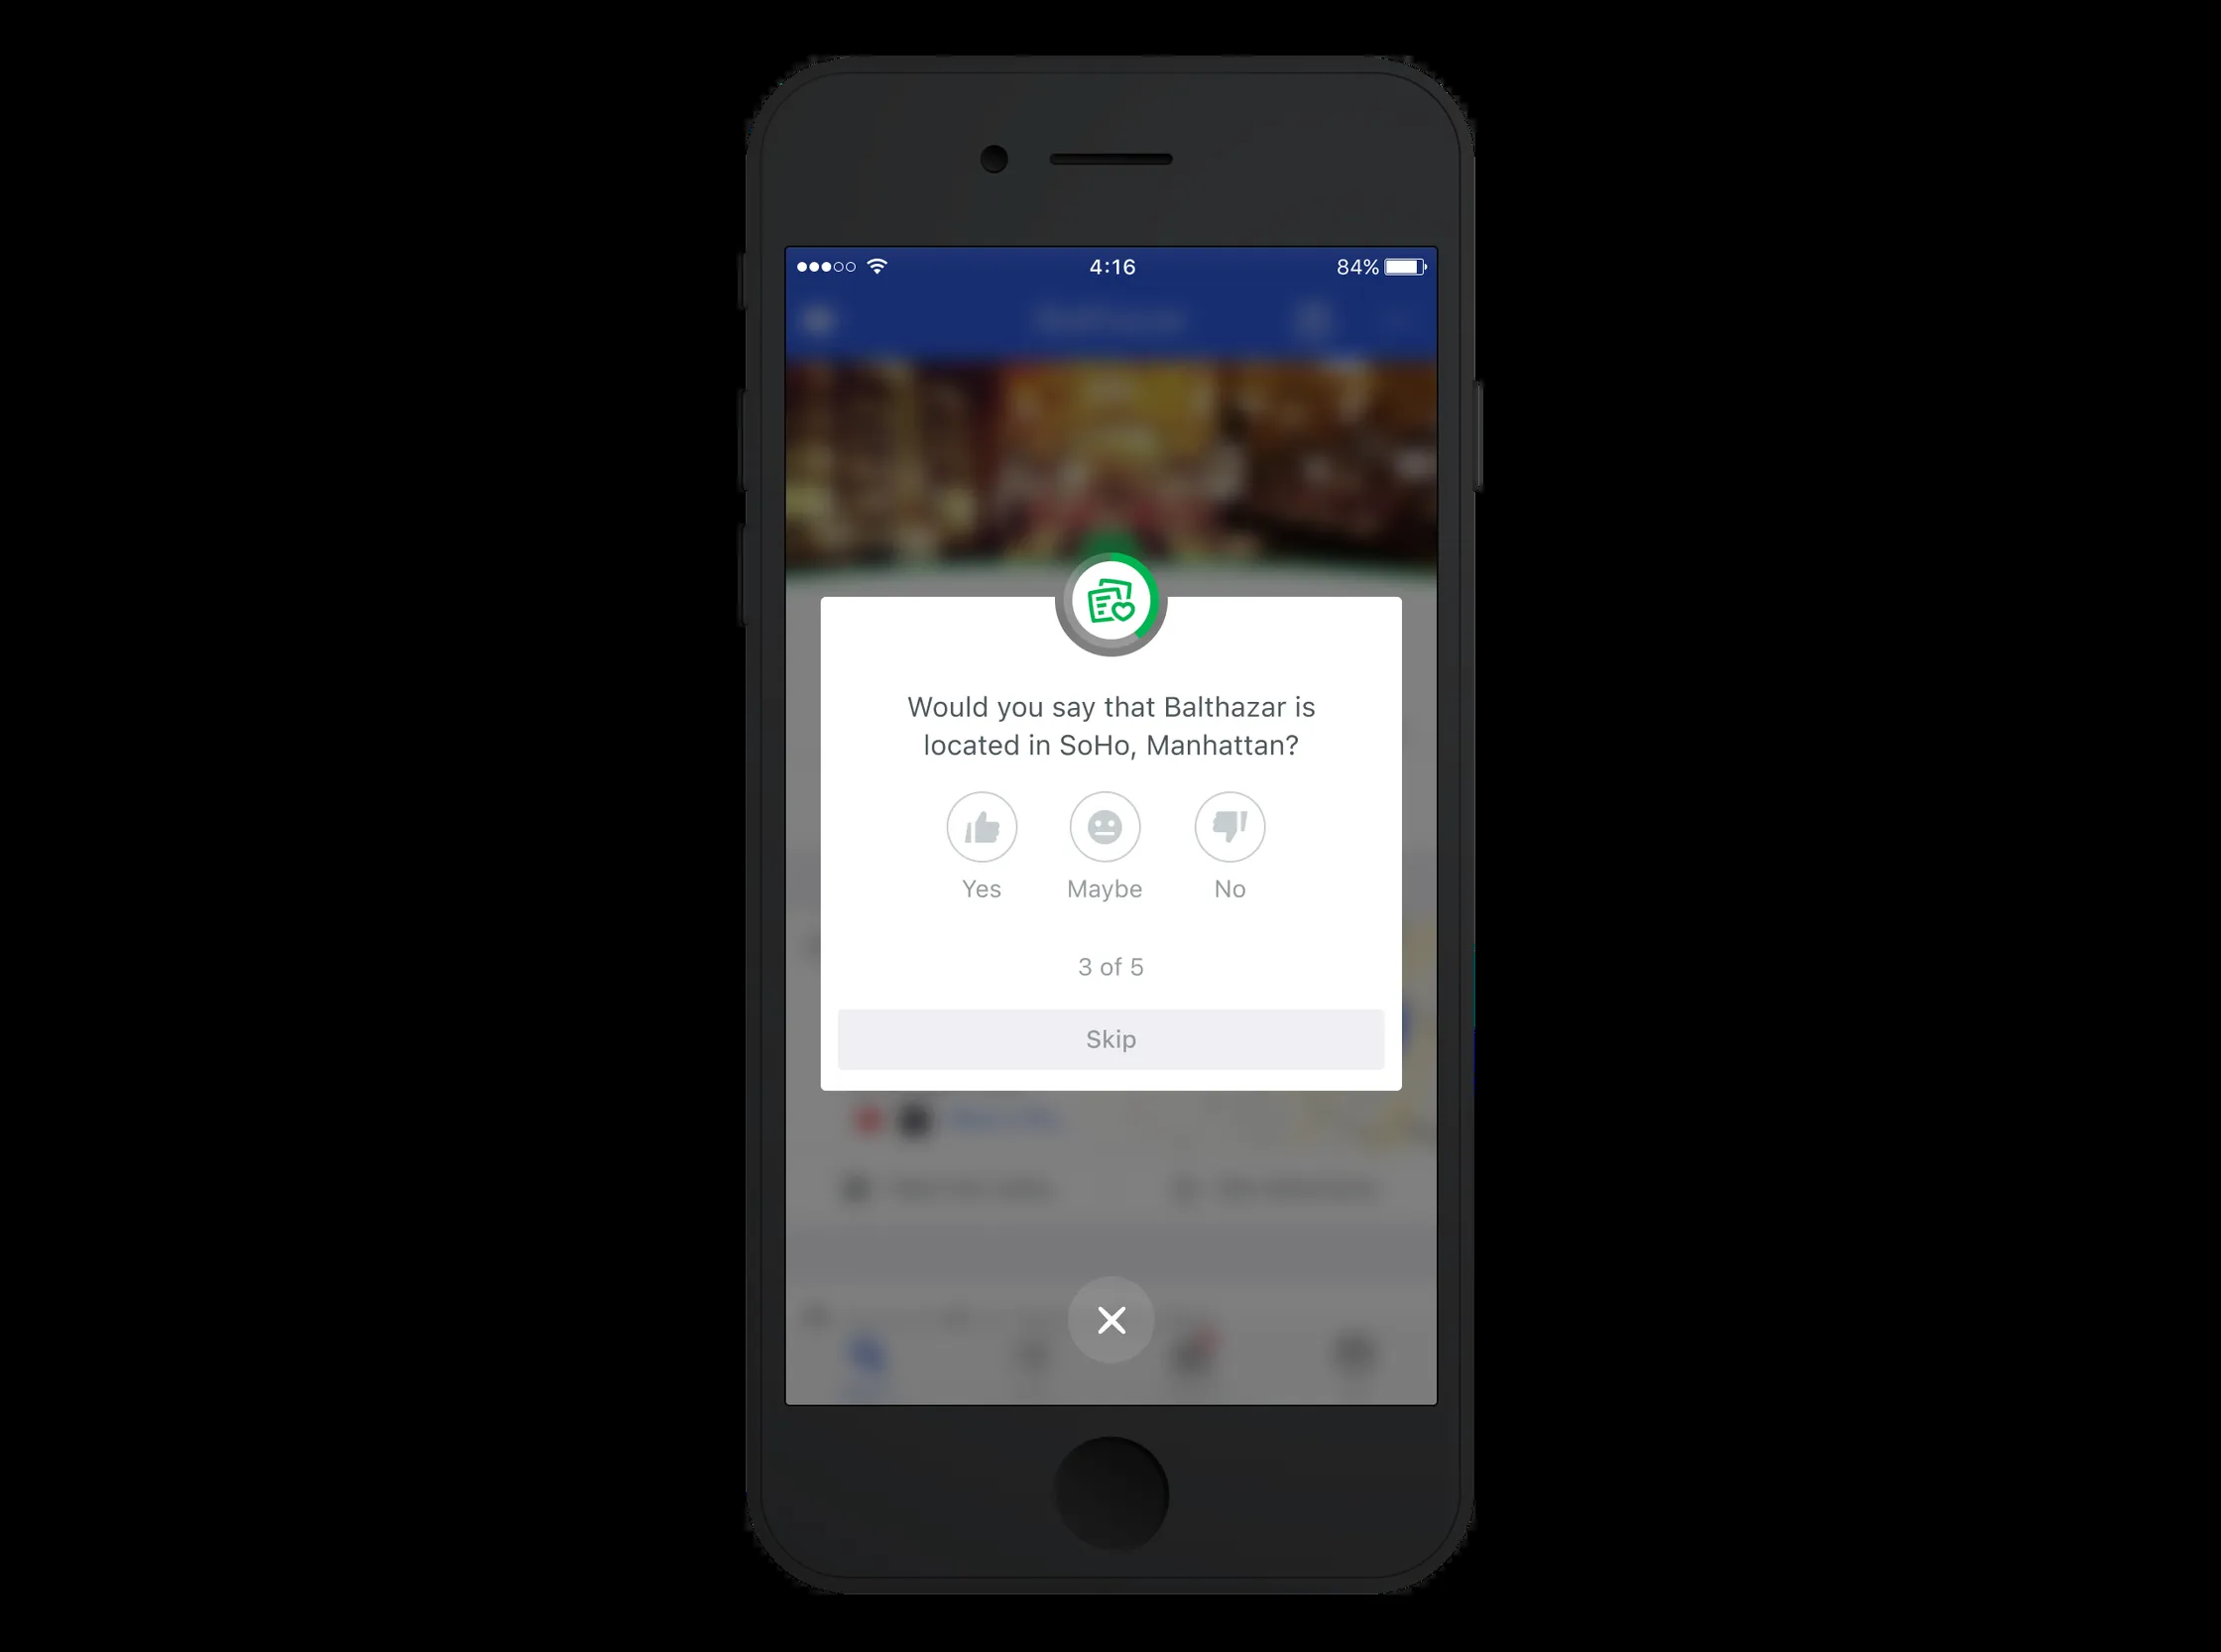 4:16
84%
Would you say that Balthazar is
located in SoHo, Manhattan?
Yes Maybe No
3 of 5
Skip